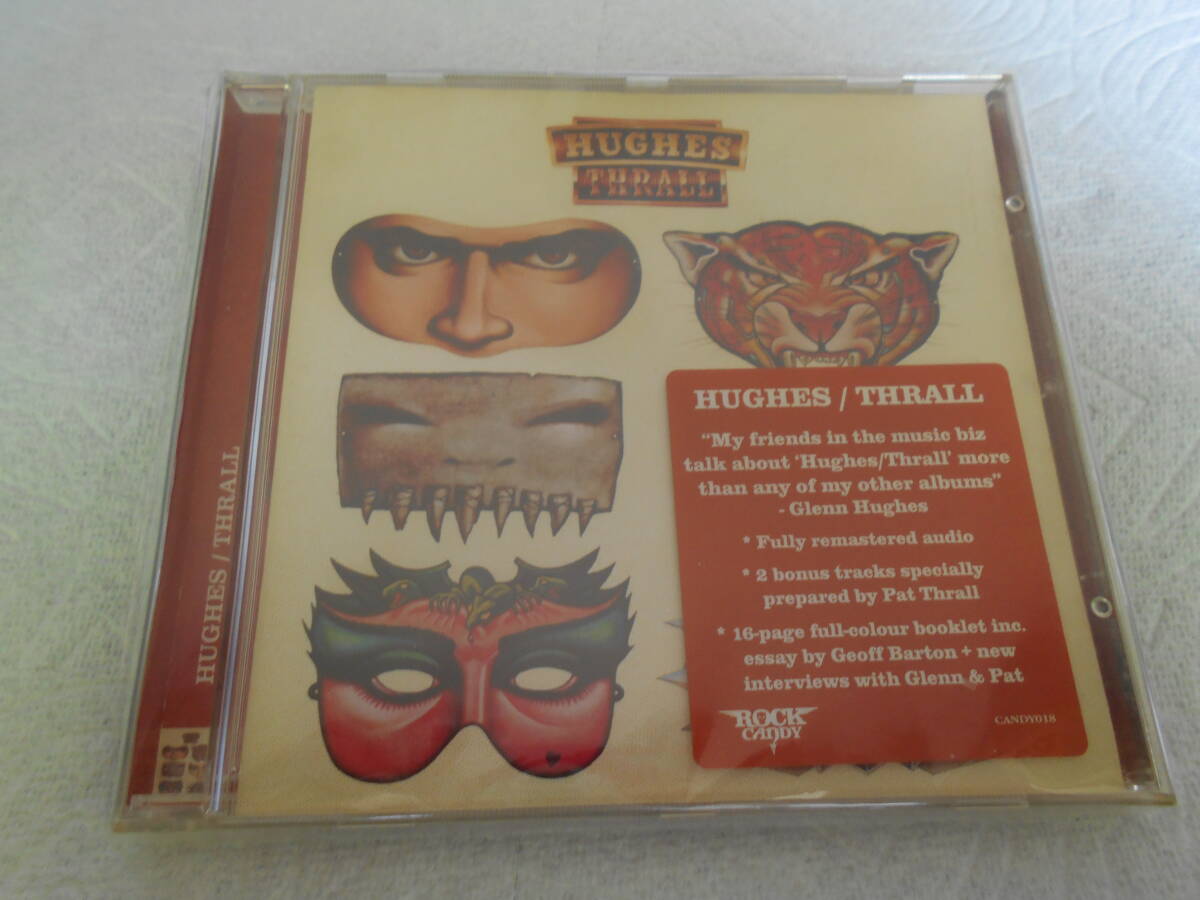 HUGHES
THRALL
HUGHES / THRALL
HUGHES / THRALL
“My friends in the music biz
talk about ‘Hughes/Thrall’ more
than any of my other albums”
- Glenn Hughes
* Fully remastered audio
* 2 bonus tracks specially
prepared by Pat Thrall
* 16-page full-colour booklet inc.
essay by Geoff Barton + new
interviews with Glenn & Pat
ROCK
CANDY
CANDY018